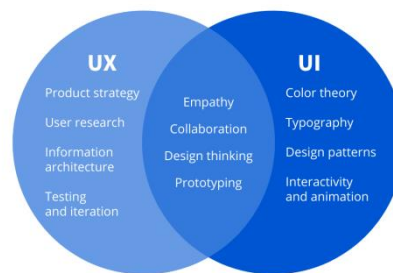 UX
Product strategy
User research
Information
architecture
Testing
and iteration
Empathy
Collaboration
Design thinking
Prototyping
UI
Color theory
Typography
Design patterns
Interactivity
and animation